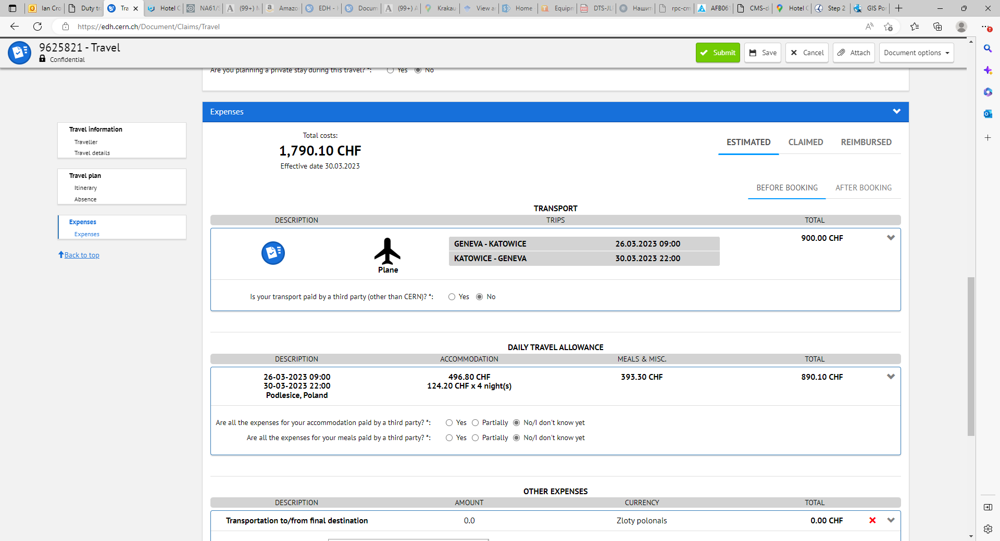 Ian Cro
Duty tr
Tra
Hotel C
NA61/S
(99+) M
Amazo
EDH - H
Docum
(99+) A
Krakau
View a
Home
Equipm
DTS-JL
Нашит
rpc-cm
AFB061
CMS-d
Hotel C
Step 2
GIS Por
https://edh.cern.ch/Document/Claims/Travel
9625821 - Travel
Confidential
Submit
Save
Cancel
Attach
Document options
Are you planning a private stay during this travel? *: Yes No
Travel information
Traveller
Travel details
Travel plan
Itinerary
Absence
Expenses
Expenses
Back to top
Expenses
Total costs:
1,790.10 CHF
Effective date 30.03.2023
ESTIMATED CLAIMED REIMBURSED
BEFORE BOOKING AFTER BOOKING
TRANSPORT
DESCRIPTION TRIPS TOTAL
GENEVA - KATOWICE 26.03.2023 09:00 900.00 CHF
KATOWICE - GENEVA 30.03.2023 22:00
Plane
Is your transport paid by a third party (other than CERN)? *: Yes No
DAILY TRAVEL ALLOWANCE
DESCRIPTION ACCOMMODATION MEALS & MISC. TOTAL
26-03-2023 09:00 496.80 CHF 393.30 CHF 890.10 CHF
30-03-2023 22:00 124.20 CHF x 4 night(s)
Podlesice, Poland
Are all the expenses for your accommodation paid by a third party? *: Yes Partially No/I don't know yet
Are all the expenses for your meals paid by a third party? *: Yes Partially No/I don't know yet
OTHER EXPENSES
DESCRIPTION AMOUNT CURRENCY TOTAL
Transportation to/from final destination 0.0 Zloty polonais 0.00 CHF